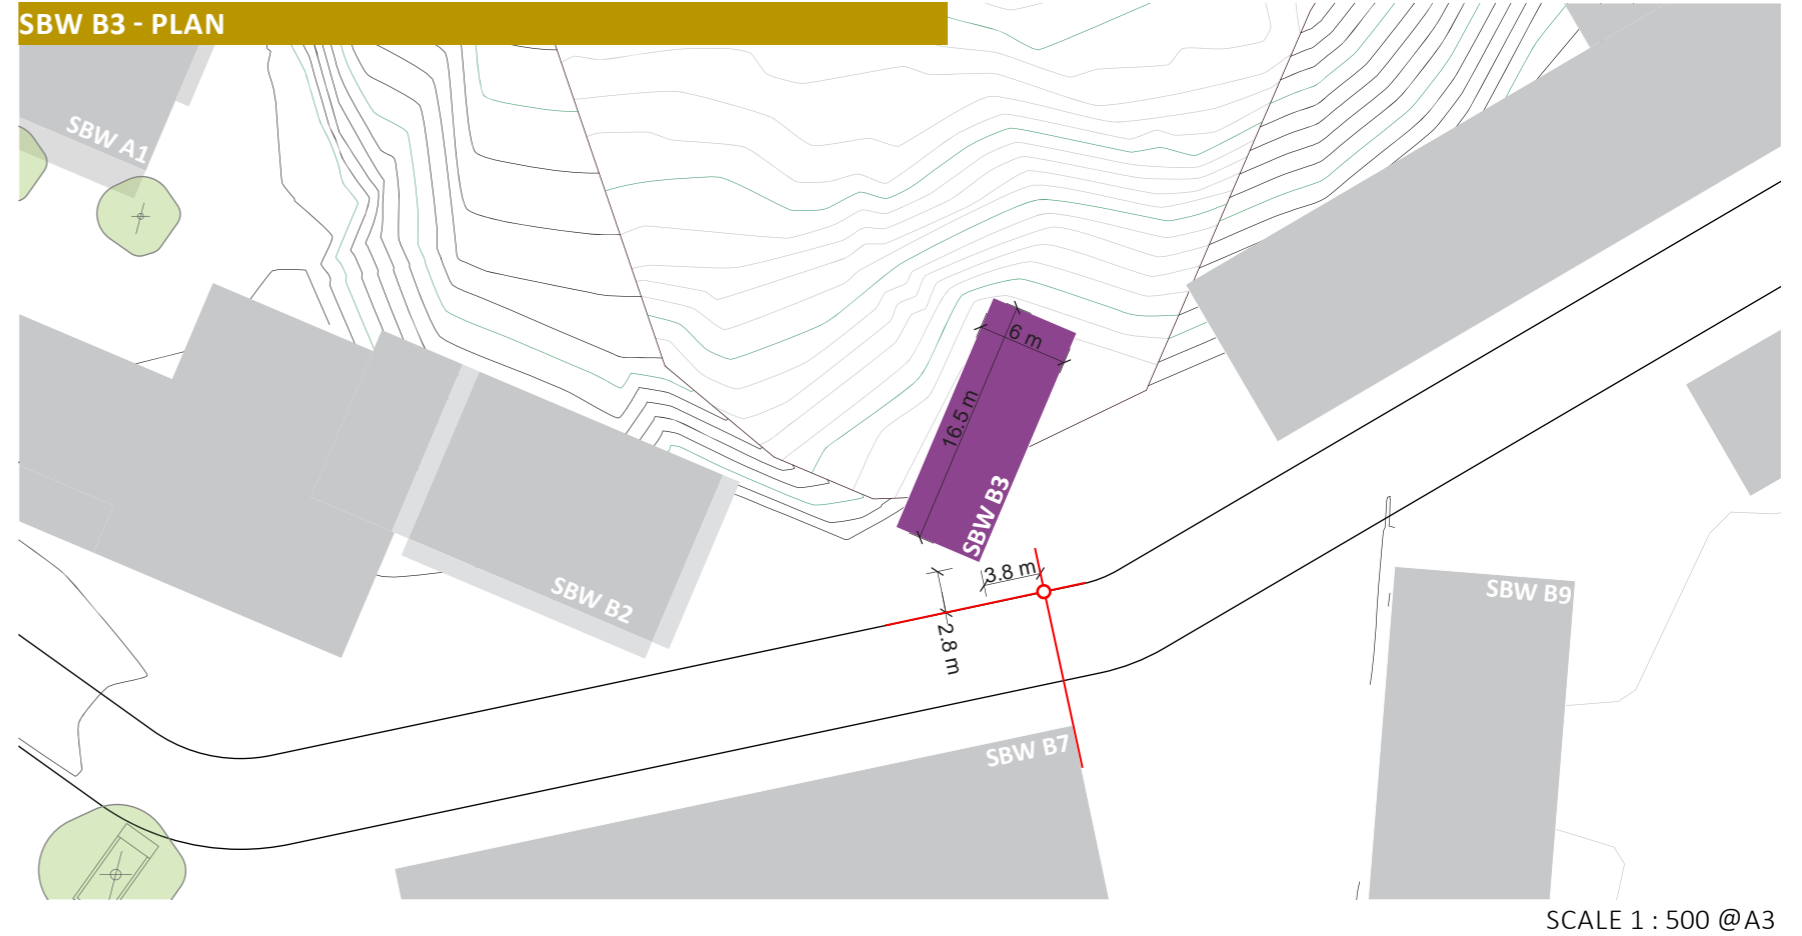 SBW B3 - PLAN
SBW A1
6 m
16.5 m
SBW B3
3.8 m
2.8 m
SBW B2
SBW B9
SBW B7
SCALE 1 : 500 @A3